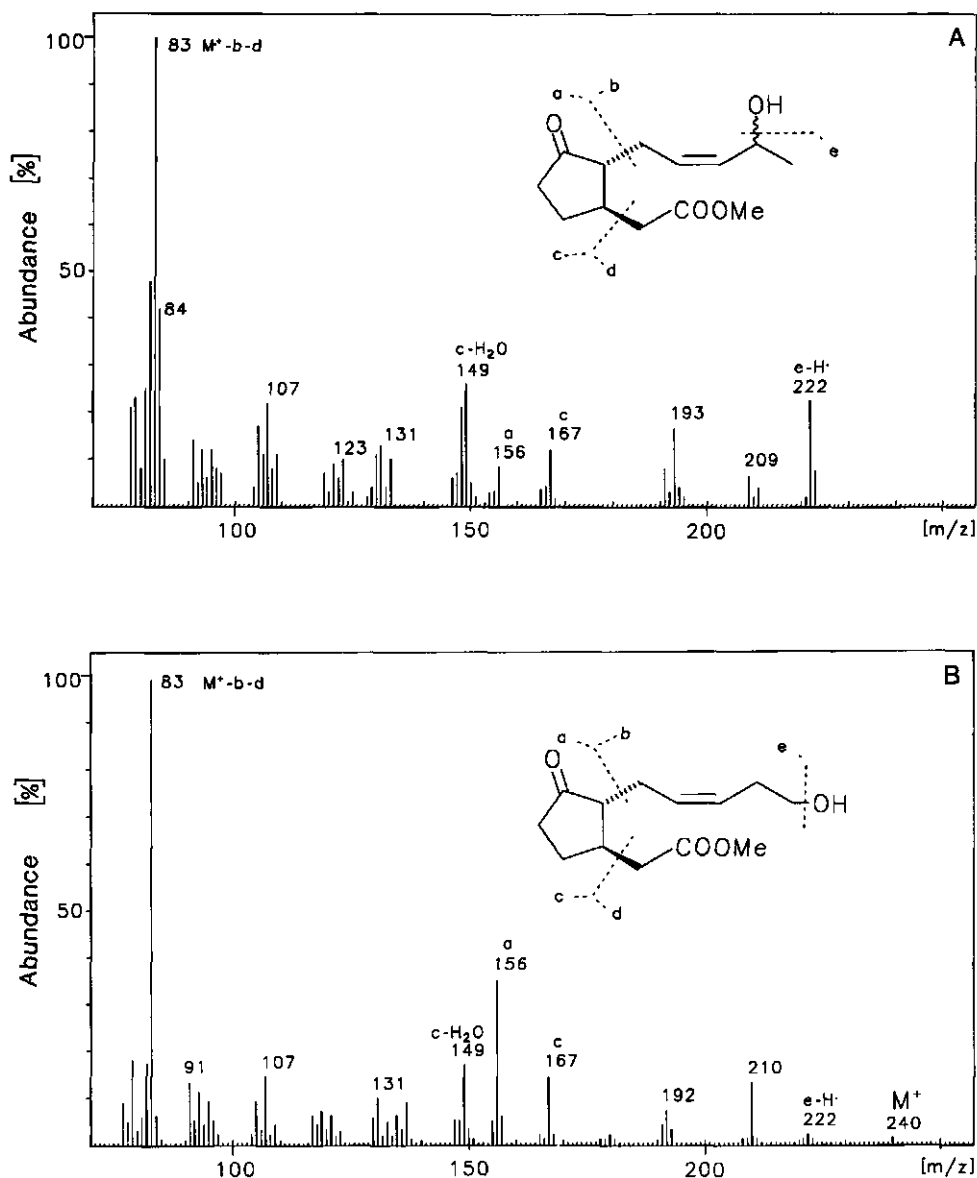 A
100
83 M⁺-b-d
a
b
OH
O
e
COOMe
c
d
Abundance [%]
50
84
c-H₂O
149
e-H·
222
107
a
156
c
167
193
123
131
209
100
150
200
[m/z]
B
100
83 M⁺-b-d
a
b
e
O
OH
COOMe
c
d
Abundance [%]
50
a
156
c-H₂O
149
c
167
91
107
131
210
192
e-H·
222
M⁺
240
100
150
200
[m/z]